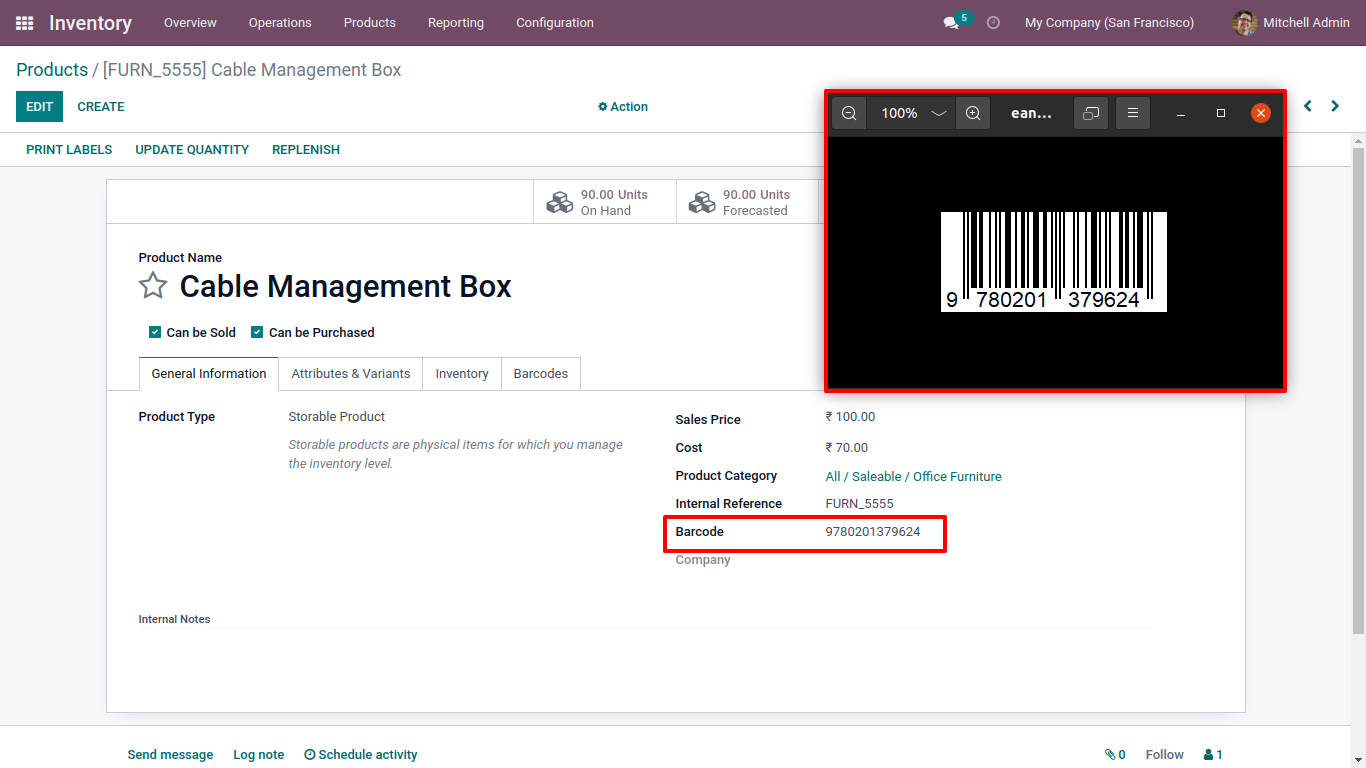 Inventory Overview Operations Products Reporting Configuration 5 My Company (San Francisco) Mitchell Admin
Products / [FURN_5555] Cable Management Box
EDIT CREATE Action
100% ean...
PRINT LABELS UPDATE QUANTITY REPLENISH
90.00 Units
On Hand
90.00 Units
Forecasted
9 780201 379624
Product Name
Cable Management Box
Can be Sold Can be Purchased
General Information Attributes & Variants Inventory Barcodes
Product Type Storable Product
Storable products are physical items for which you manage
the inventory level.
Sales Price ₹ 100.00
Cost ₹ 70.00
Product Category All / Saleable / Office Furniture
Internal Reference FURN_5555
Barcode 9780201379624
Company
Internal Notes
Send message Log note Schedule activity 0 Follow 1